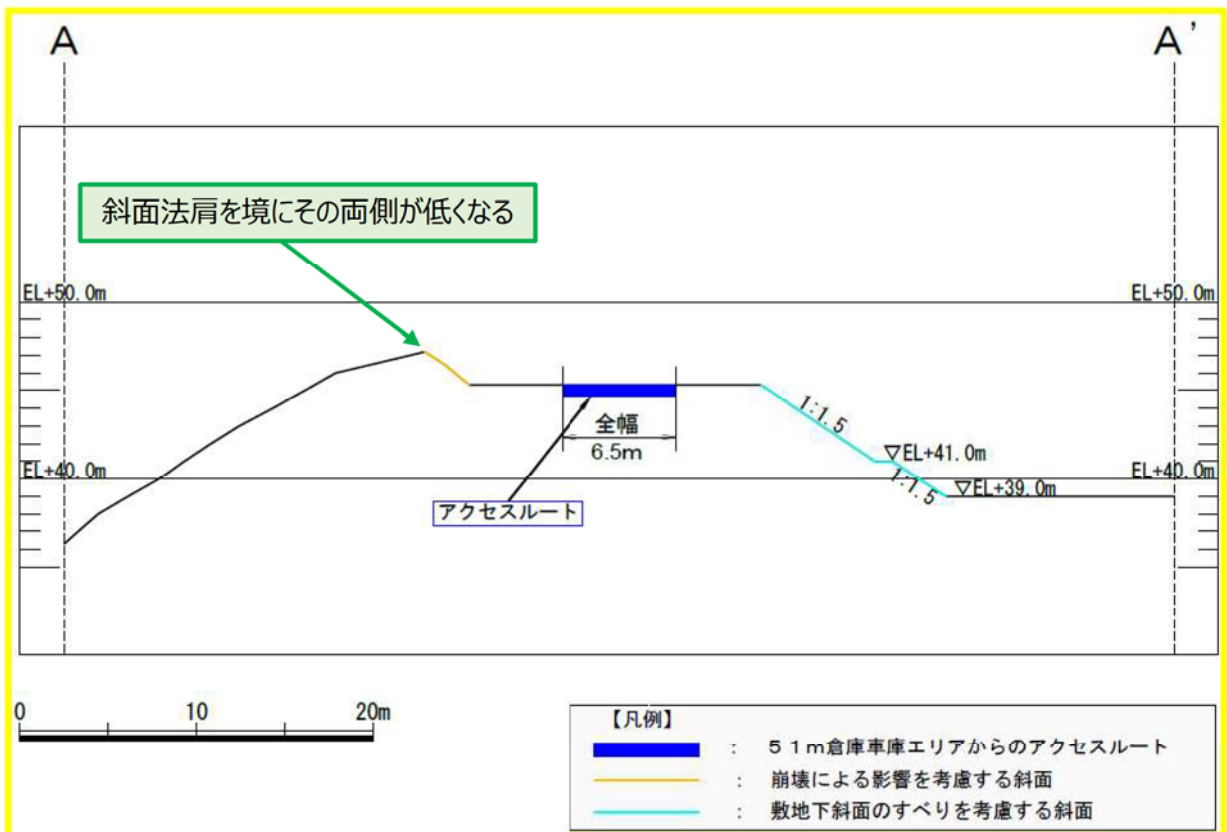 A
A'
斜面法肩を境にその両側が低くなる
EL+50.0m
EL+50.0m
1:1.5
全幅
6.5m
▽EL+41.0m
EL+40.0m
EL+40.0m
1:1.5
▽EL+39.0m
アクセスルート
0 10 20m
【凡例】
: 51m倉庫車庫エリアからのアクセスルート
: 崩壊による影響を考慮する斜面
: 敷地下斜面のすべりを考慮する斜面